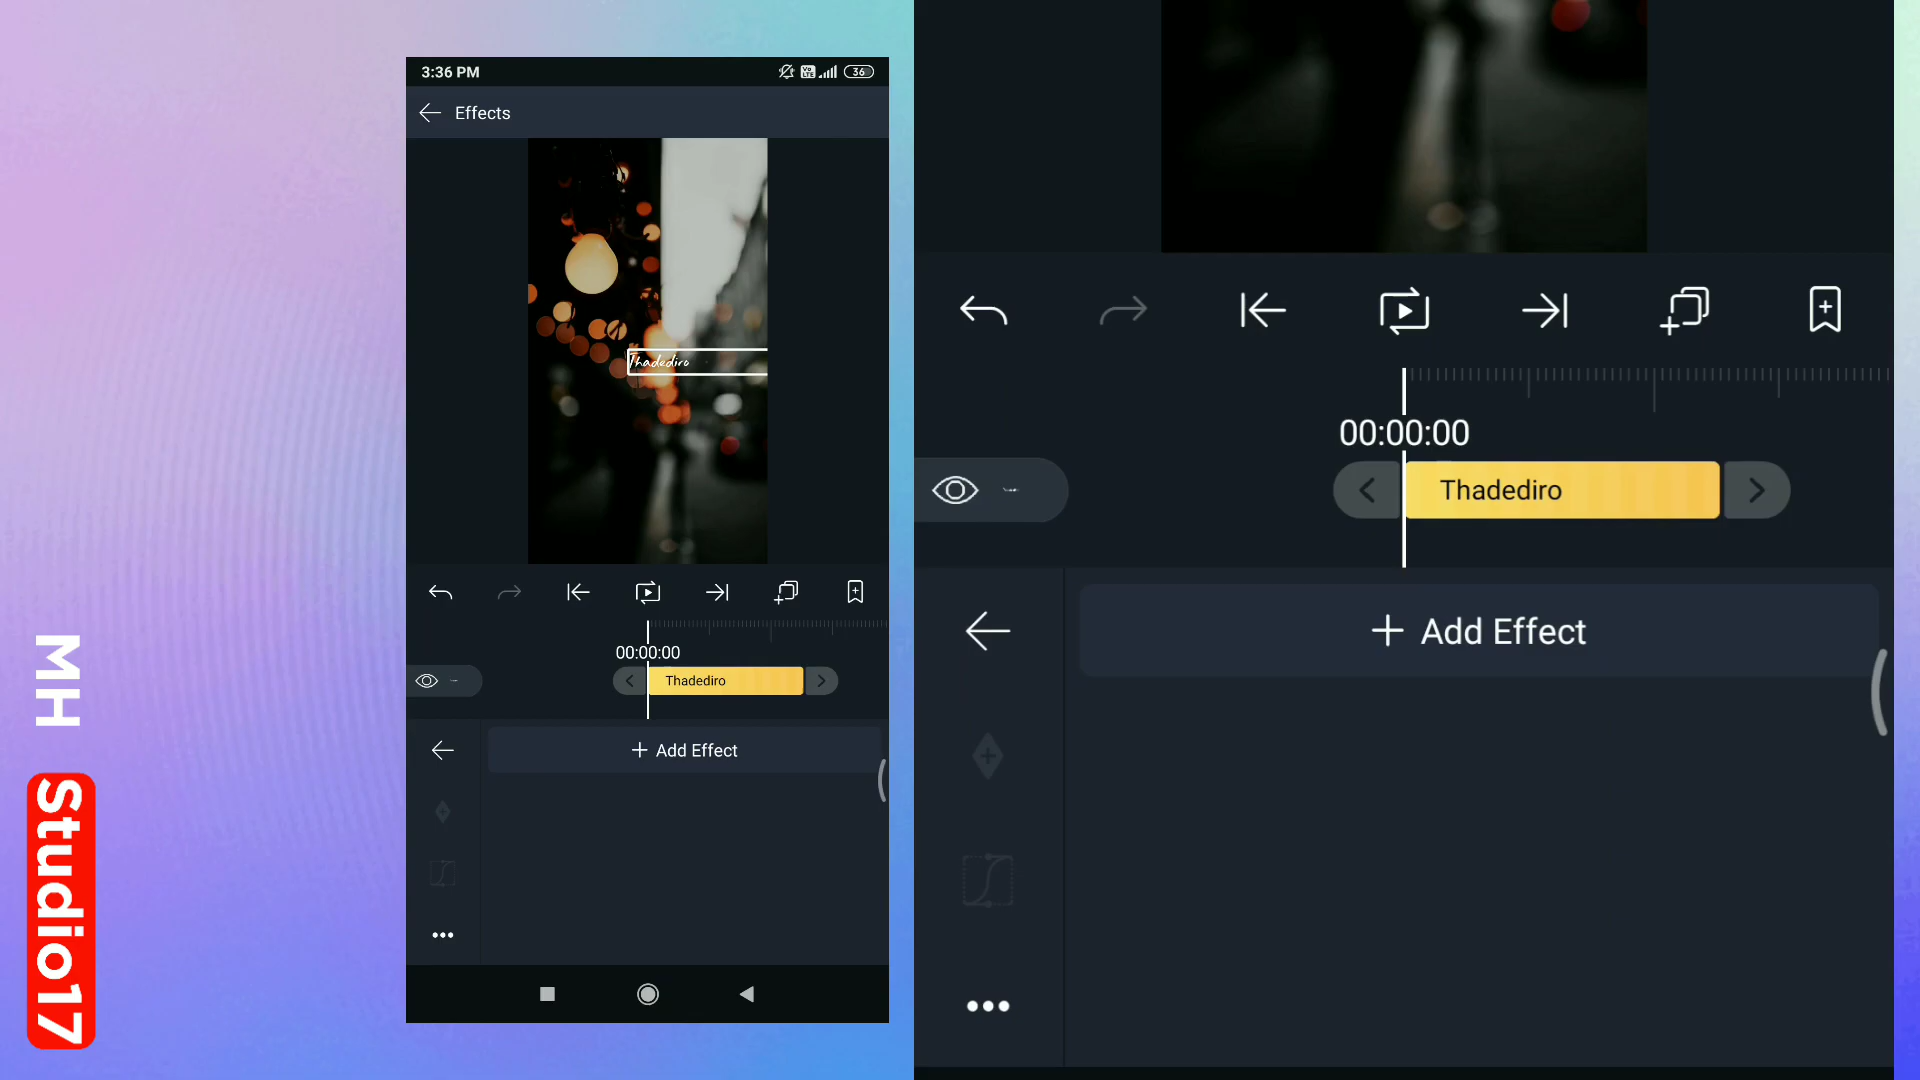 3:36 PM
36
Effects
Thadediro
00:00:00
Thadediro
+ Add Effect
00:00:00
Thadediro
+ Add Effect
MH Studio17